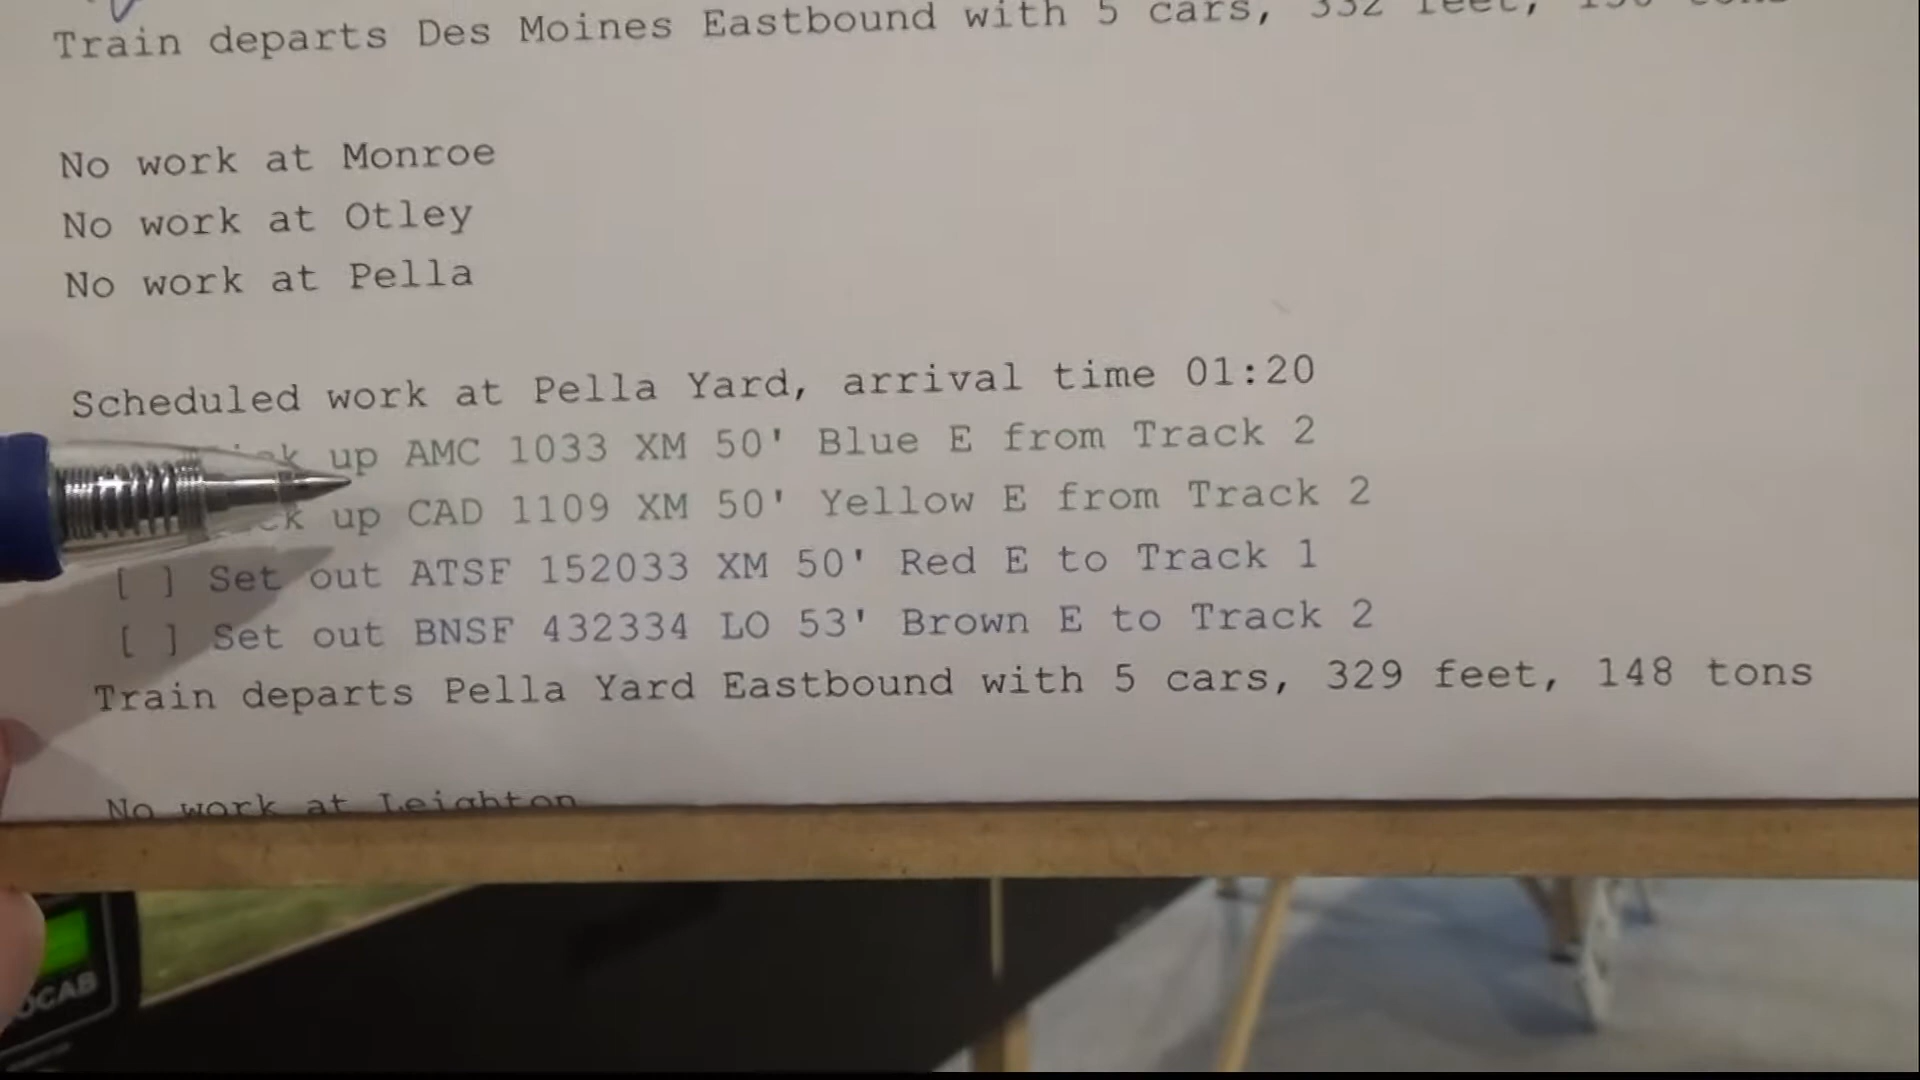 Train departs Des Moines Eastbound with 5 cars, 332 feet,
No work at Monroe
No work at Otley
No work at Pella
Scheduled work at Pella Yard, arrival time 01:20
up AMC 1033 XM 50' Blue E from Track 2
up CAD 1109 XM 50' Yellow E from Track 2
[ ] Set out ATSF 152033 XM 50' Red E to Track 1
[ ] Set out BNSF 432334 LO 53' Brown E to Track 2
Train departs Pella Yard Eastbound with 5 cars, 329 feet, 148 tons
No work at Leighton